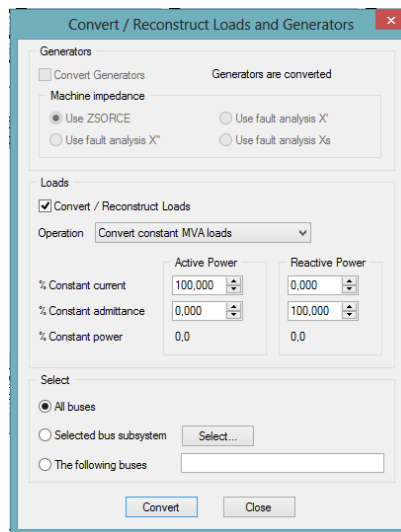 Convert / Reconstruct Loads and Generators
x
Generators
Convert Generators Generators are converted
Machine impedance
Use ZSORCE Use fault analysis X'
Use fault analysis X" Use fault analysis Xs
Loads
Convert / Reconstruct Loads
Operation Convert constant MVA loads
Active Power Reactive Power
% Constant current 100,000 0,000
% Constant admittance 0,000 100,000
% Constant power 0,0 0,0
Select
All buses
Selected bus subsystem Select...
The following buses
Convert Close